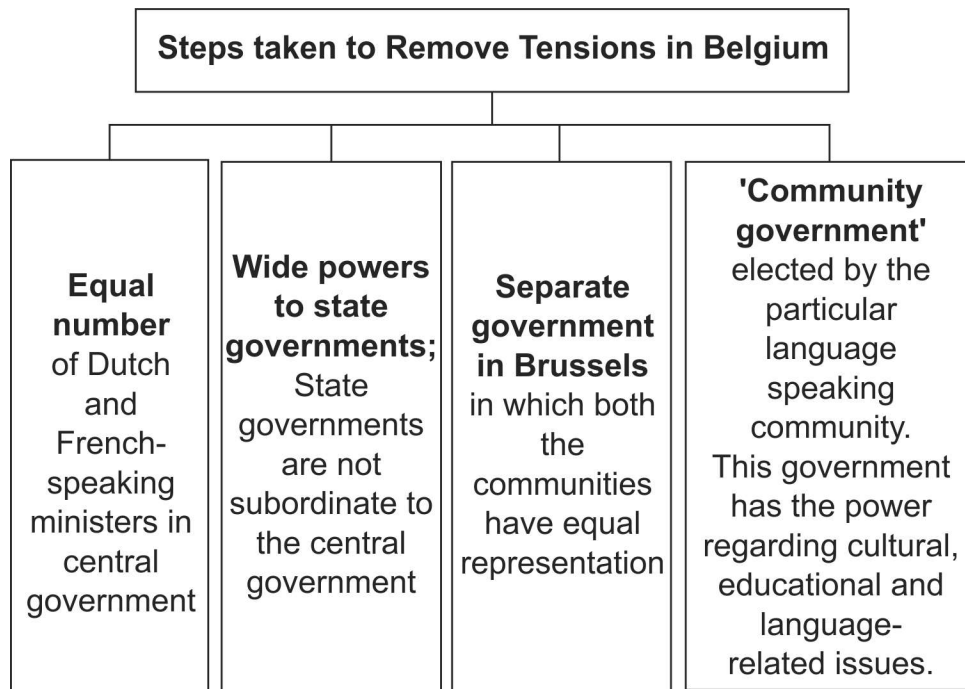 Steps taken to Remove Tensions in Belgium
Equal
number
of Dutch
and
French-
speaking
ministers in
central
government
Wide powers
to state
governments;
State
governments
are not
subordinate to
the central
government
Separate
government
in Brussels
in which both
the
communities
have equal
representation
'Community
government'
elected by the
particular
language
speaking
community.
This government
has the power
regarding cultural,
educational and
language-
related issues.